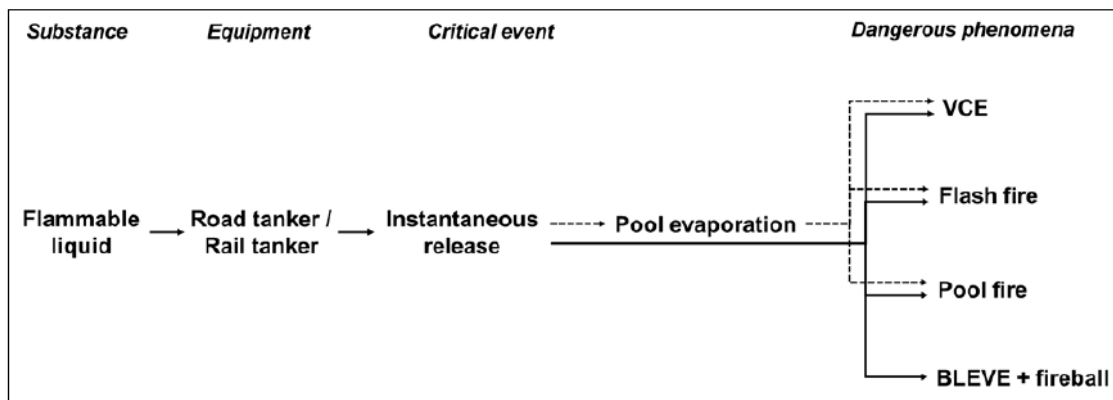 Substance Equipment Critical event Dangerous phenomena
VCE
Flash fire
Flammable liquid
Road tanker / Rail tanker
Instantaneous release
Pool evaporation
Pool fire
BLEVE + fireball